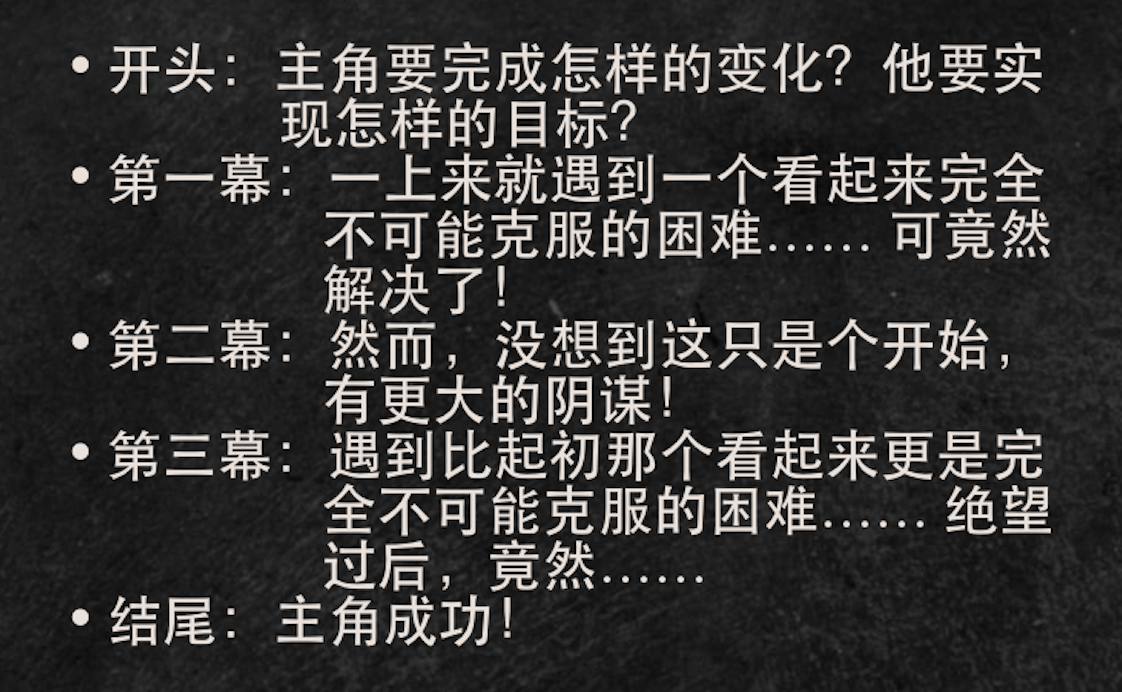 • 开头: 主角要完成怎样的变化? 他要实
现怎样的目标?
• 第一幕: 一上来就遇到一个看起来完全
不可能克服的困难…… 可竟然
解决了!
• 第二幕: 然而, 没想到这只是个开始,
有更大的阴谋!
• 第三幕: 遇到比起初那个看起来更是完
全不可能克服的困难…… 绝望
过后, 竟然……
• 结尾: 主角成功!